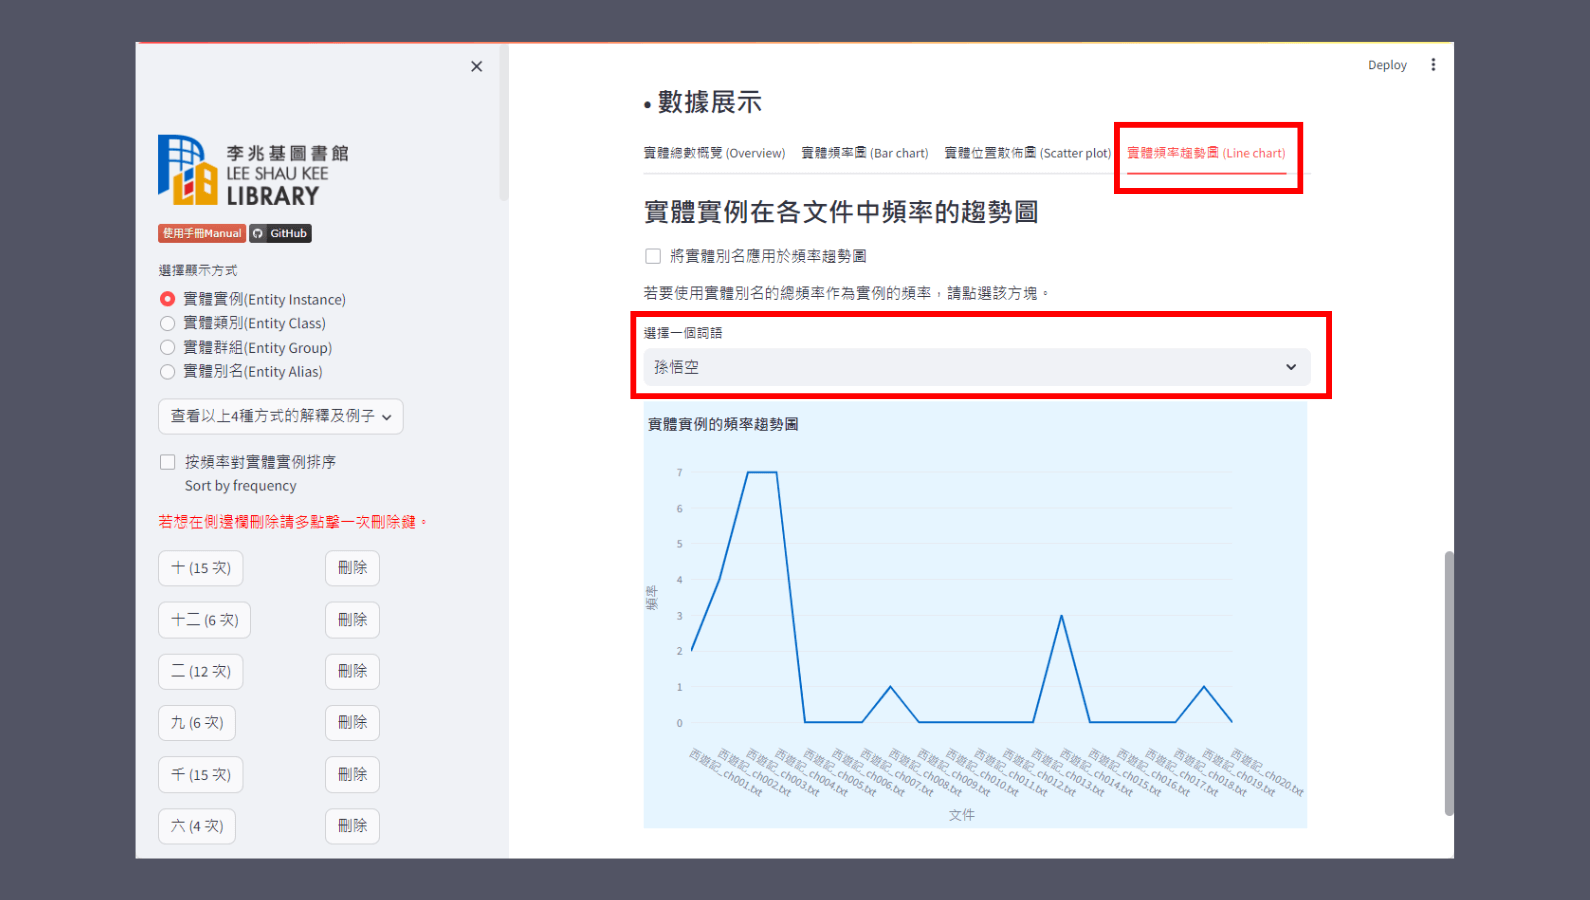 Deploy
李兆基圖書館
LEE SHAU KEE
LIBRARY
使用手冊Manual
GitHub
選擇顯示方式
實體實例(Entity Instance)
實體類別(Entity Class)
實體群組(Entity Group)
實體別名(Entity Alias)
查看以上4種方式的解釋及例子
按頻率對實體實例排序
Sort by frequency
若想在側邊欄刪除請多點擊一次刪除鍵。
十 (15 次)
刪除
十二 (6 次)
刪除
二 (12 次)
刪除
九 (6 次)
刪除
千 (15 次)
刪除
六 (4 次)
刪除
• 數據展示
實體總數概覽 (Overview)
實體頻率圖 (Bar chart)
實體位置散佈圖 (Scatter plot)
實體頻率趨勢圖 (Line chart)
實體實例在各文件中頻率的趨勢圖
將實體別名應用於頻率趨勢圖
若要使用實體別名的總頻率作為實例的頻率，請點選該方塊。
選擇一個詞語
孫悟空
實體實例的頻率趨勢圖
7
6
5
4
3
2
1
0
頻率
西遊記_ch001.txt
西遊記_ch002.txt
西遊記_ch003.txt
西遊記_ch004.txt
西遊記_ch005.txt
西遊記_ch006.txt
西遊記_ch007.txt
西遊記_ch008.txt
西遊記_ch009.txt
西遊記_ch010.txt
西遊記_ch011.txt
西遊記_ch012.txt
西遊記_ch013.txt
西遊記_ch014.txt
西遊記_ch015.txt
西遊記_ch016.txt
西遊記_ch017.txt
西遊記_ch018.txt
西遊記_ch019.txt
西遊記_ch020.txt
文件